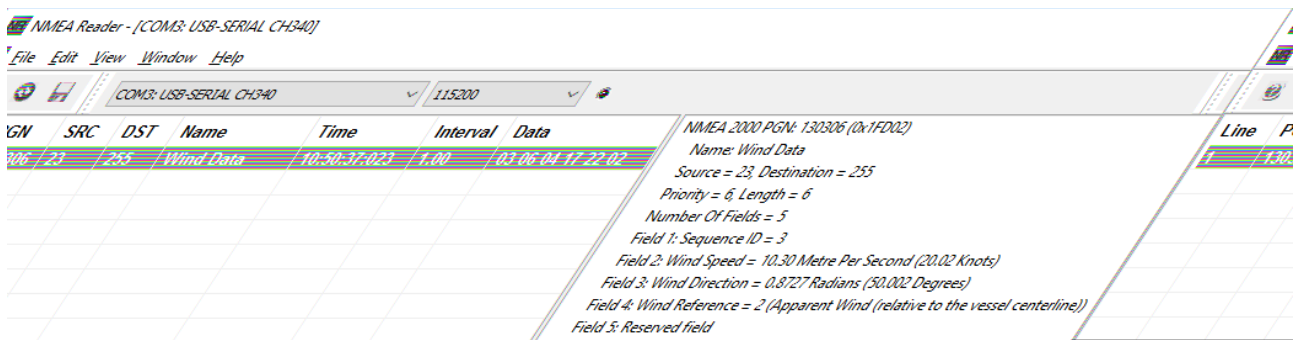 NMEA Reader - [COM3: USB-SERIAL CH340]
File Edit View Window Help
COM3: USB-SERIAL CH340 115200
SRC DST Name Time Interval Data Line
23 255 Wind Data 10:50:37:023 1.00 03 06 04 17 22 02 1
NMEA 2000 PGN: 130306 (0x1FD02)
Name: Wind Data
Source = 23, Destination = 255
Priority = 6, Length = 6
Number Of Fields = 5
Field 1: Sequence ID = 3
Field 2: Wind Speed = 10.30 Metre Per Second (20.02 Knots)
Field 3: Wind Direction = 0.8727 Radians (50.002 Degrees)
Field 4: Wind Reference = 2 (Apparent Wind (relative to the vessel centerline))
Field 5: Reserved field